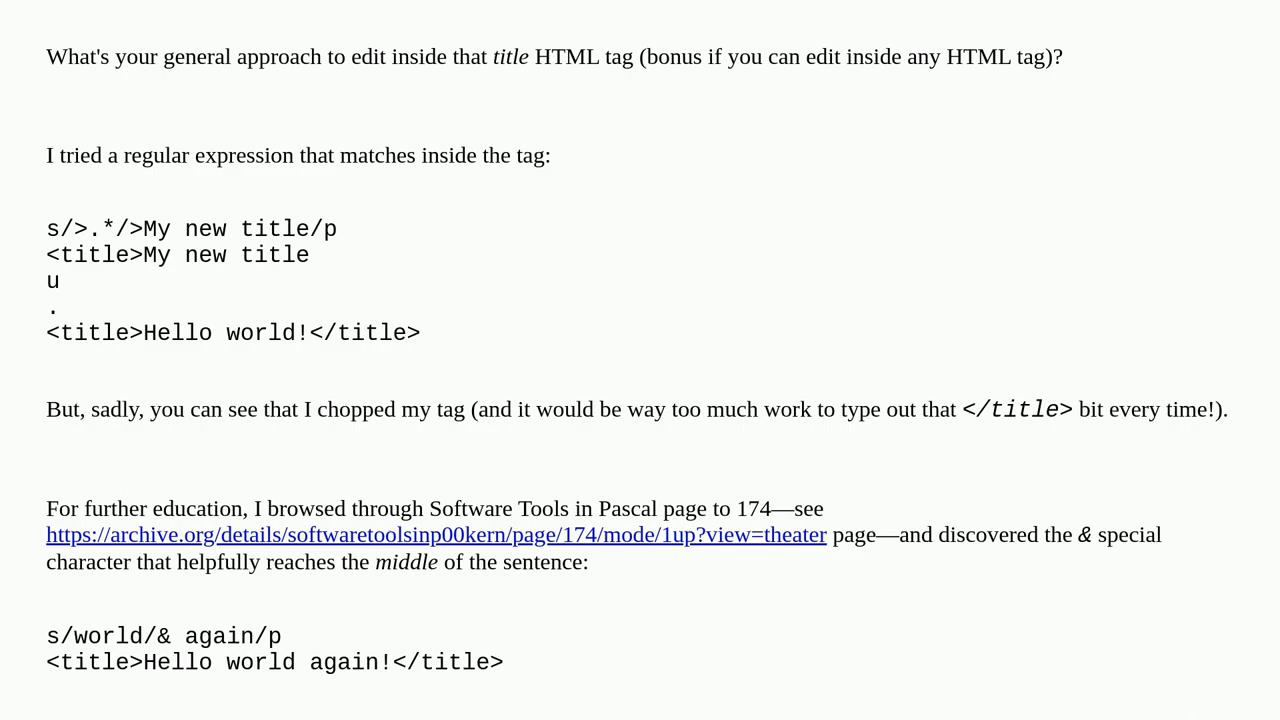 What's your general approach to edit inside that title HTML tag (bonus if you can edit inside any HTML tag)?
I tried a regular expression that matches inside the tag:
s/>.*/>My new title/p
<title>My new title
u
.
<title>Hello world!</title>
But, sadly, you can see that I chopped my tag (and it would be way too much work to type out that </title> bit every time!).
For further education, I browsed through Software Tools in Pascal page to 174—see
https://archive.org/details/softwaretoolsinp00kern/page/174/mode/1up?view=theater page—and discovered the & special
character that helpfully reaches the middle of the sentence:
s/world/& again/p
<title>Hello world again!</title>